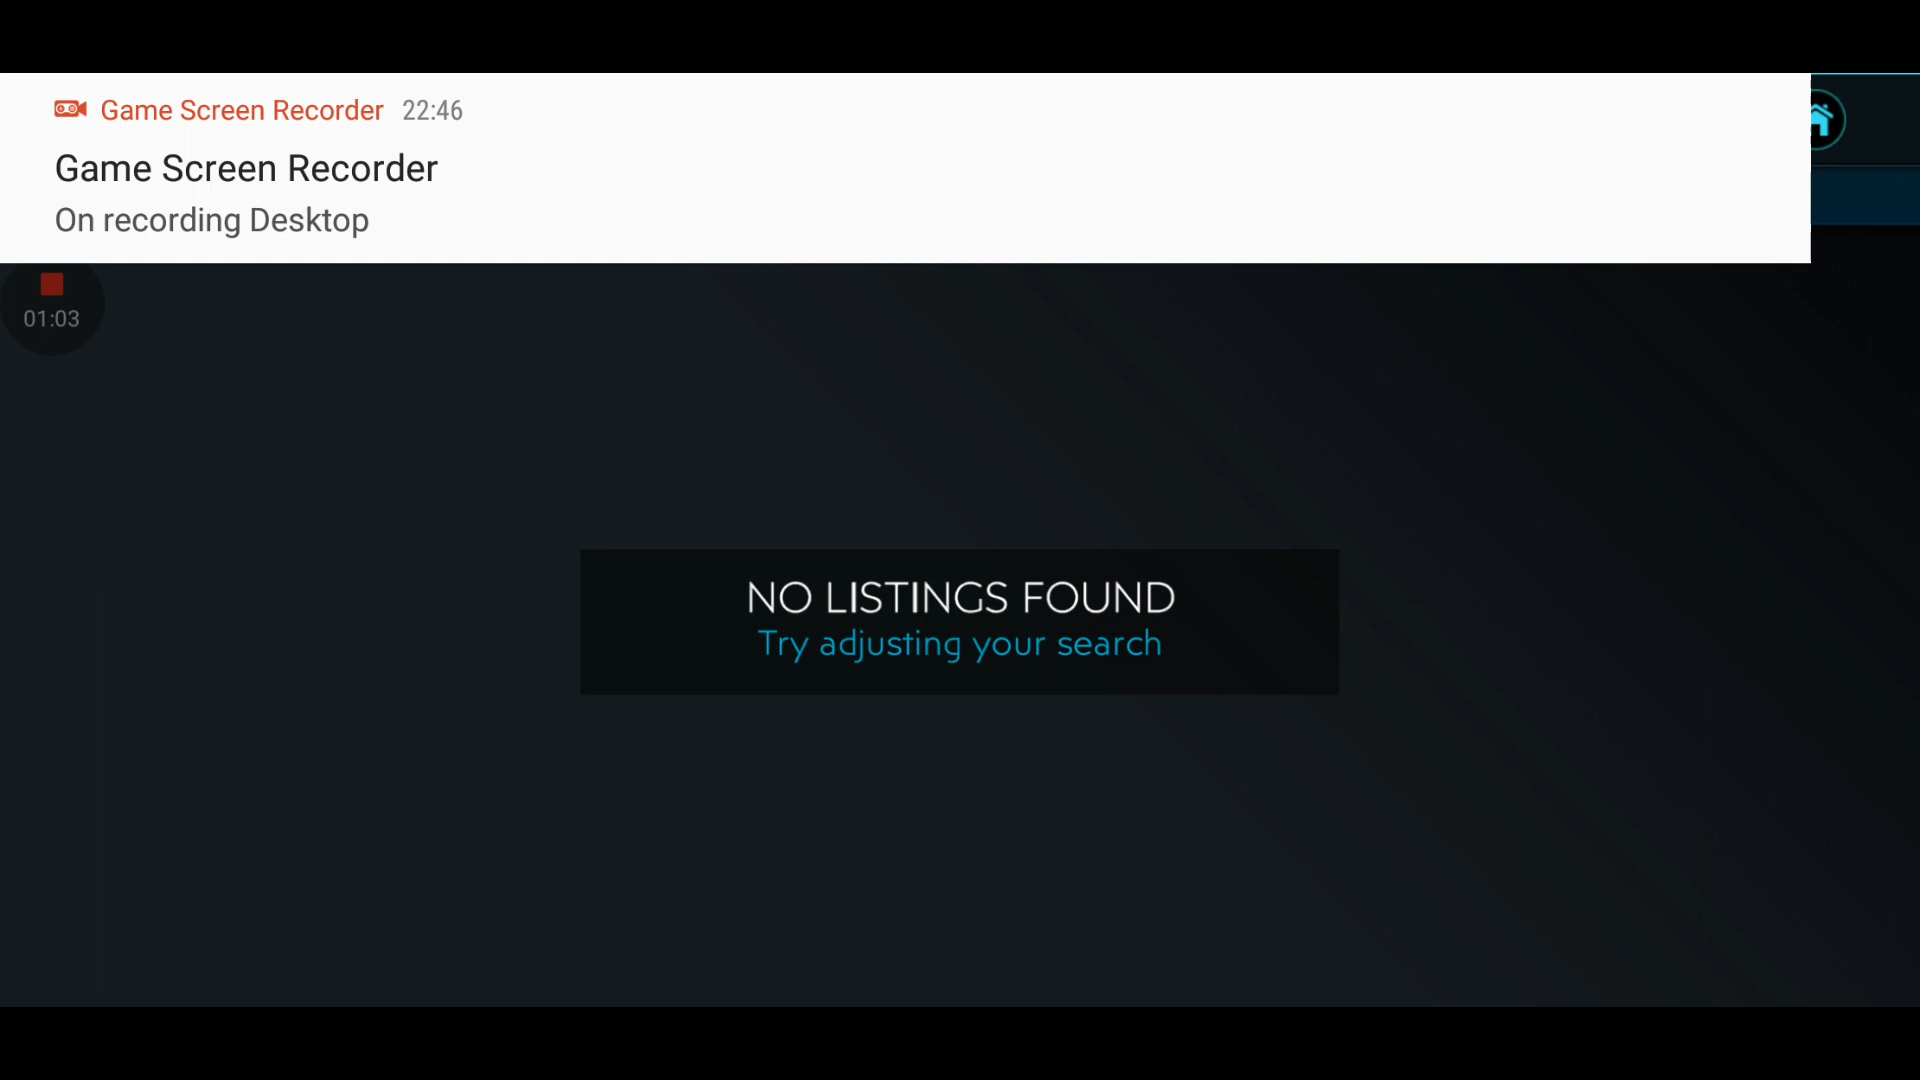 Game Screen Recorder 22:46
Game Screen Recorder
On recording Desktop
01:03
NO LISTINGS FOUND
Try adjusting your search